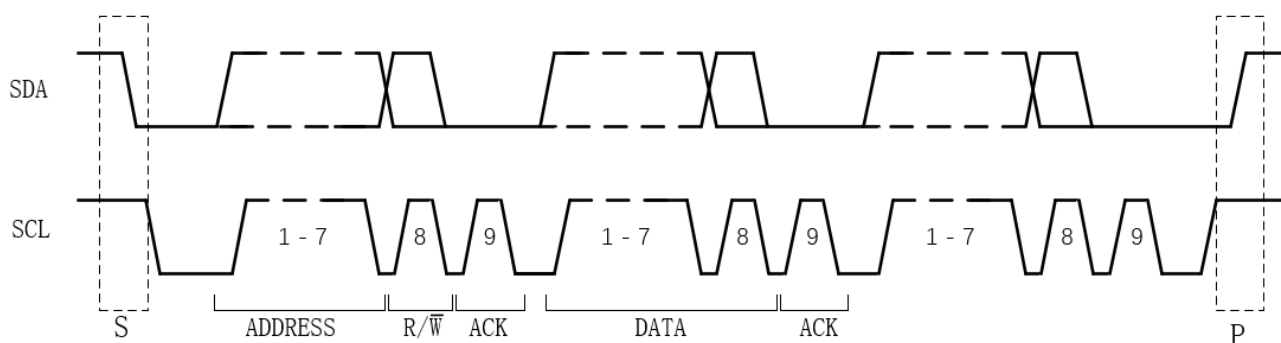 SDA
SCL
1-7 8 9 1-7 8 9 1-7 8 9
S ADDRESS R/W̅ ACK DATA ACK P